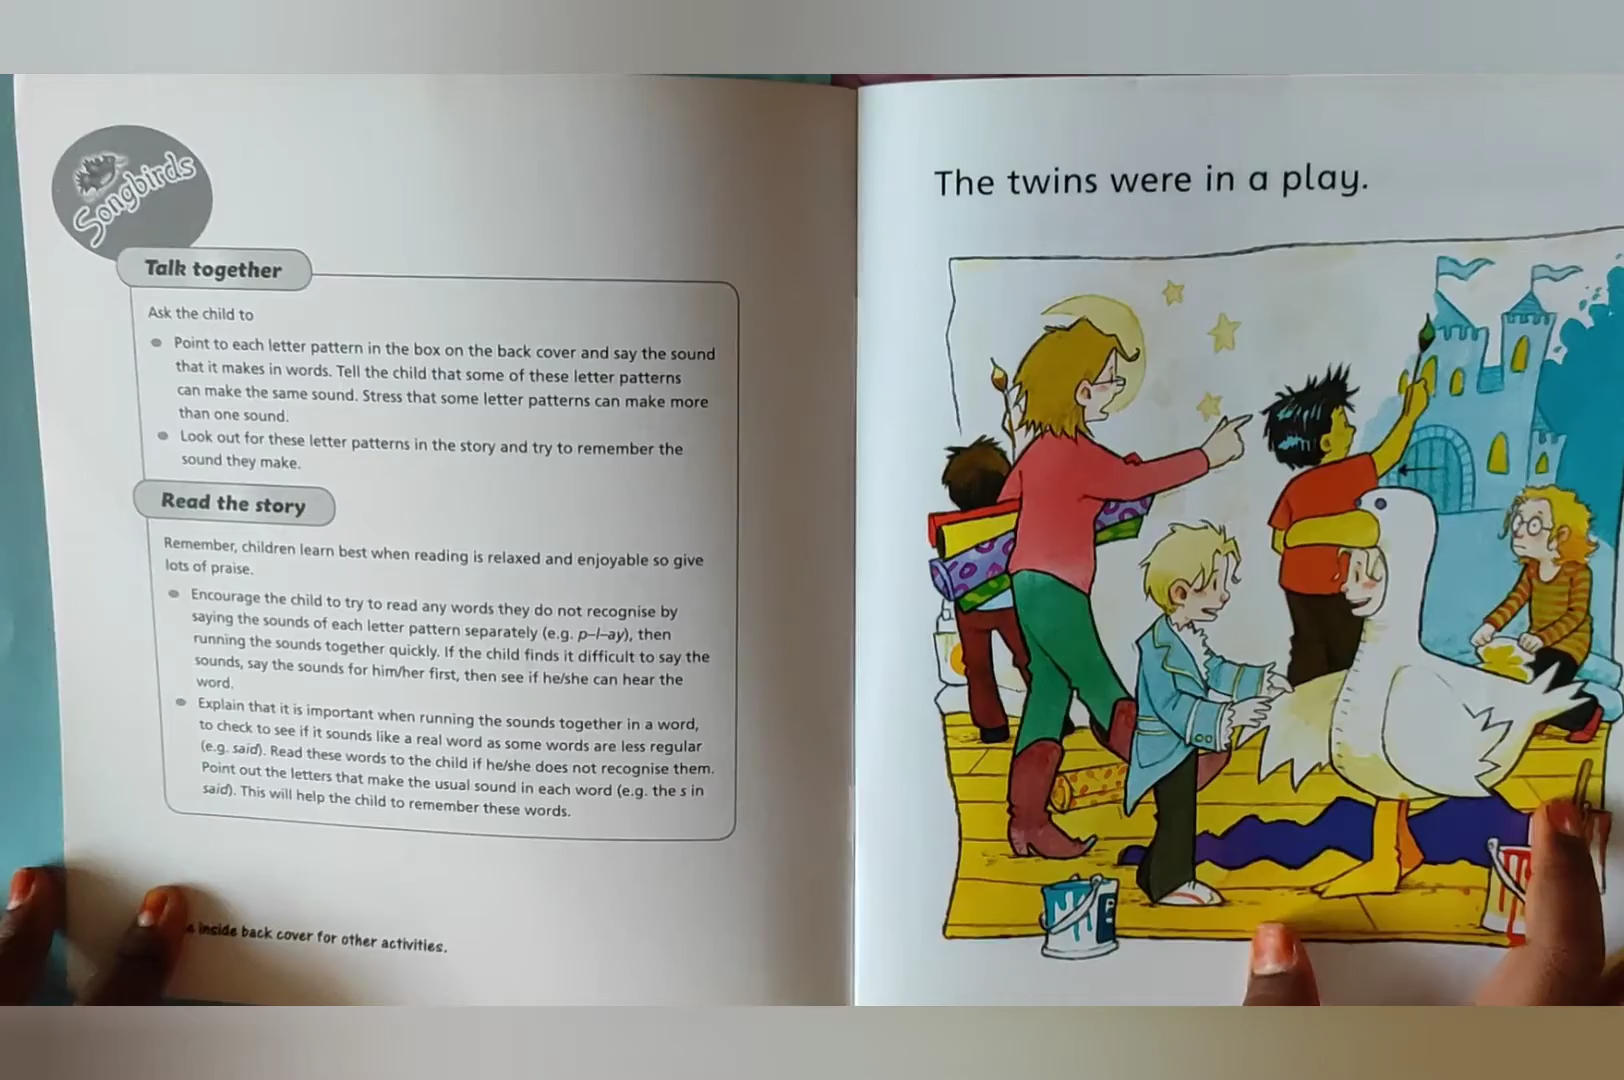 Songbirds
Talk together
Ask the child to
Point to each letter pattern in the box on the back cover and say the sound
that it makes in words. Tell the child that some of these letter patterns
can make the same sound. Stress that some letter patterns can make more
than one sound.
Look out for these letter patterns in the story and try to remember the
sound they make.
Read the story
Remember, children learn best when reading is relaxed and enjoyable so give
lots of praise.
Encourage the child to try to read any words they do not recognise by
saying the sounds of each letter pattern separately (e.g. p–l–ay), then
running the sounds together quickly. If the child finds it difficult to say the
sounds, say the sounds for him/her first, then see if he/she can hear the
word.
Explain that it is important when running the sounds together in a word,
to check to see if it sounds like a real word as some words are less regular
(e.g. said). Read these words to the child if he/she does not recognise them.
Point out the letters that make the usual sound in each word (e.g. the s in
said). This will help the child to remember these words.
inside back cover for other activities.
The twins were in a play.